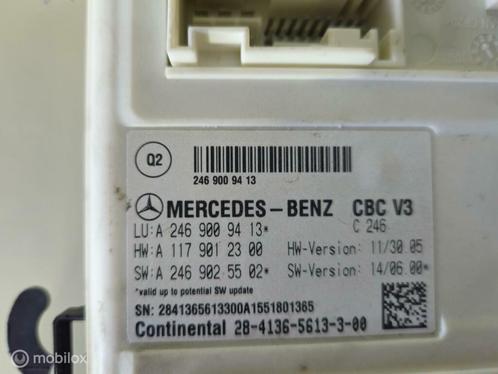 Q2
246 900 94 13
MERCEDES-BENZ CBC V3
LU:A 246 900 94 13* C 246
HW:A 117 901 23 00 HW-Version: 11/30.05
SW:A 246 902 55 02* SW-Version: 14/06.00*
*valid up to potential SW update
SN: 2841365613300A1551801365
Continental 28-4136-5613-3-00
mobilox
Marktplaats